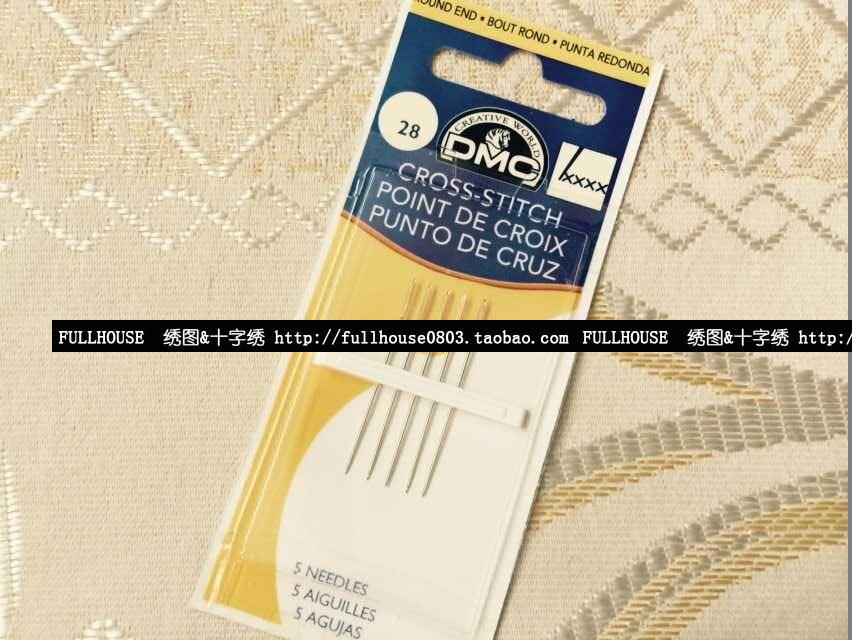 ROUND END • BOUT ROND • PUNTA REDONDA
28
CREATIVE WORLD
DMC
XXXX
CROSS-STITCH
POINT DE CROIX
PUNTO DE CRUZ
FULLHOUSE 绣图&十字绣 http://fullhouse0803.taobao.com FULLHOUSE 绣图&十字绣 http:/
5 NEEDLES
5 AIGUILLES
5 AGUJAS